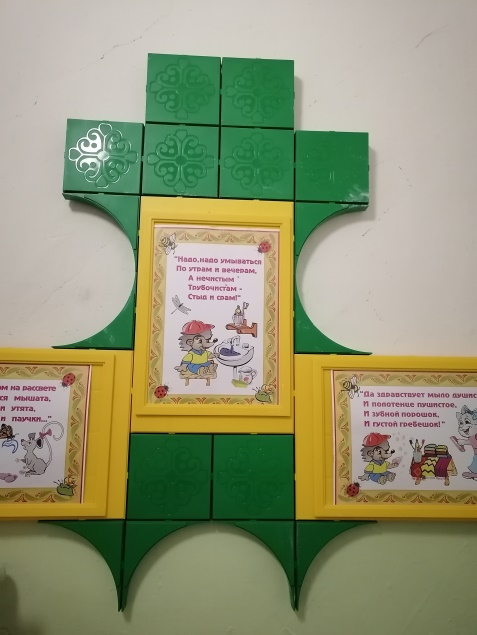 "Надо,надо умываться
По утрам и вечерам,
А нечистым
Трубочистам -
Стыд и срам!"
на рассвете
мышата,
и утята,
и паучки..."
"Да здравствует мыло
И полотенце пушистое,
И зубной порошок,
И густой гребешок!"